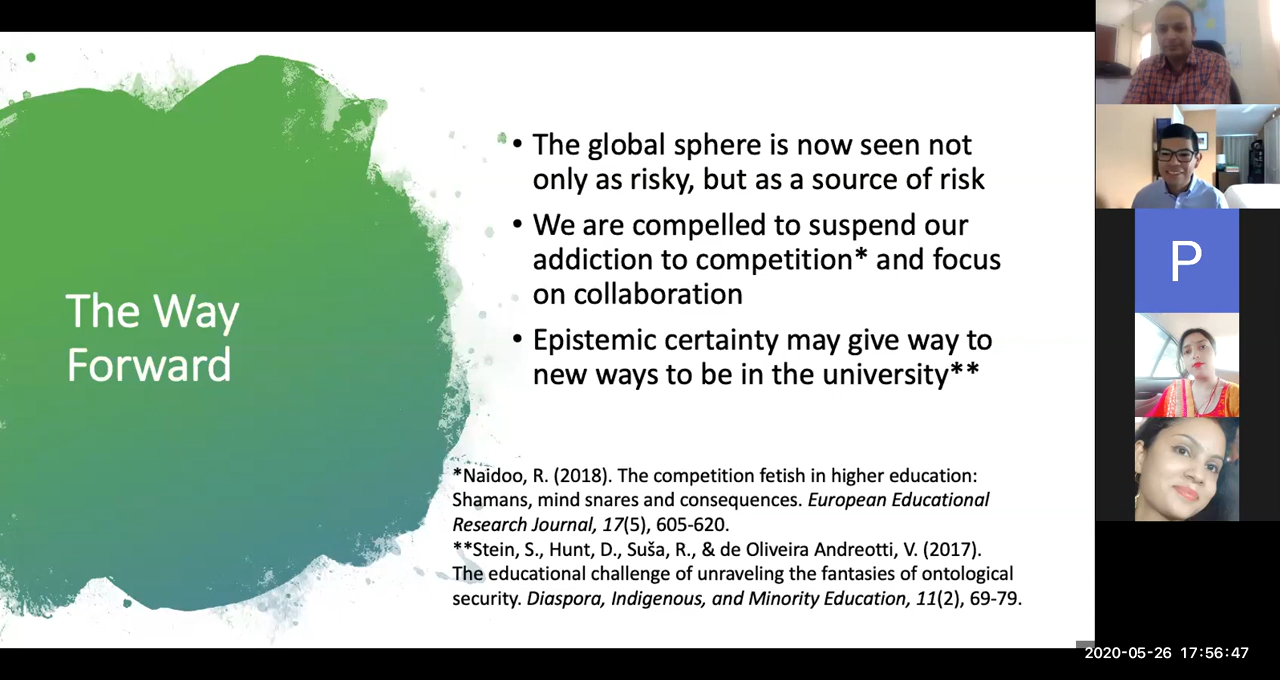 The Way
Forward
• The global sphere is now seen not
only as risky, but as a source of risk
• We are compelled to suspend our
addiction to competition* and focus
on collaboration
• Epistemic certainty may give way to
new ways to be in the university**
*Naidoo, R. (2018). The competition fetish in higher education:
Shamans, mind snares and consequences. European Educational
Research Journal, 17(5), 605-620.
**Stein, S., Hunt, D., Suša, R., & de Oliveira Andreotti, V. (2017).
The educational challenge of unraveling the fantasies of ontological
security. Diaspora, Indigenous, and Minority Education, 11(2), 69-79.
P
2020-05-26 17:56:47